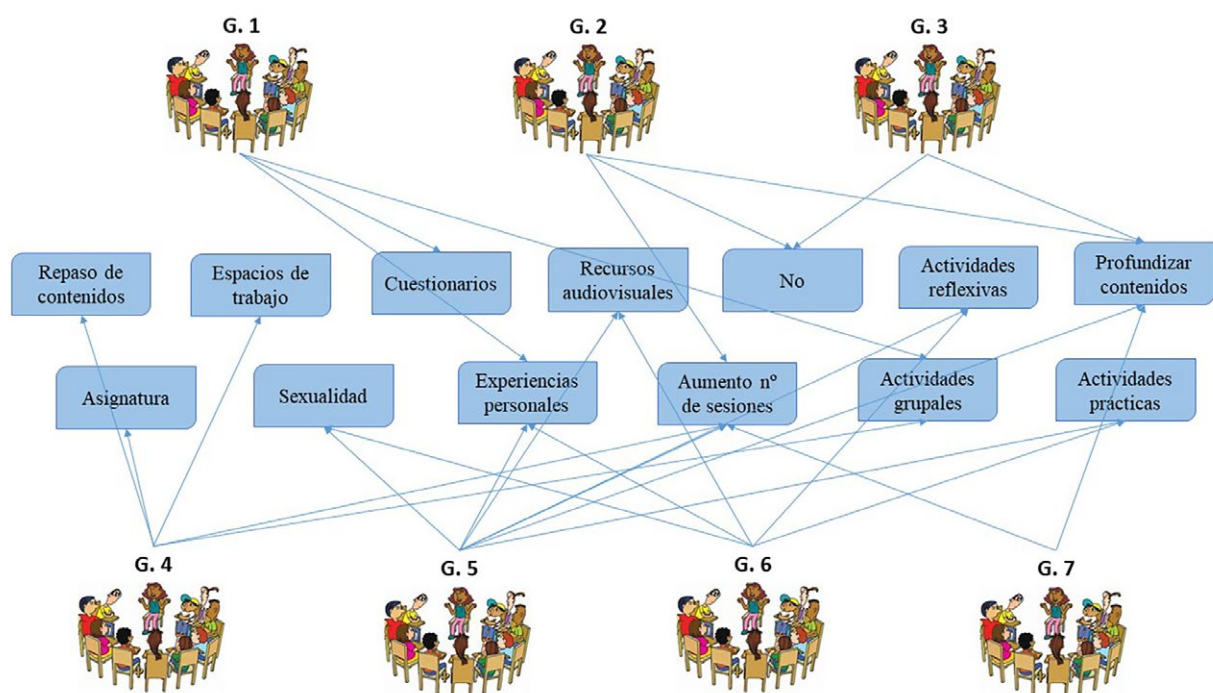 G. 1
G. 2
G. 3
Repaso de
contenidos
Espacios de
trabajo
Cuestionarios
Recursos
audiovisuales
No
Actividades
reflexivas
Profundizar
contenidos
Asignatura
Sexualidad
Experiencias
personales
Aumento nº
de sesiones
Actividades
grupales
Actividades
prácticas
G. 4
G. 5
G. 6
G. 7